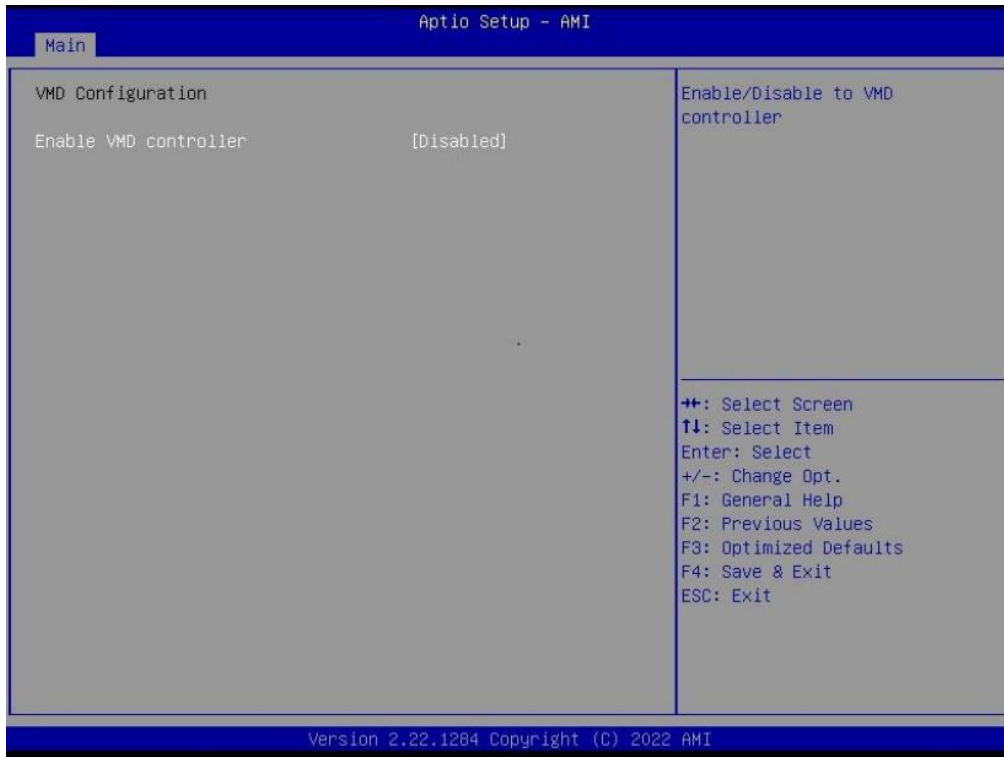 Aptio Setup - AMI
Main
VMD Configuration
Enable VMD controller [Disabled]
Enable/Disable to VMD
controller
→←: Select Screen
↑↓: Select Item
Enter: Select
+/-: Change Opt.
F1: General Help
F2: Previous Values
F3: Optimized Defaults
F4: Save & Exit
ESC: Exit
Version 2.22.1284 Copyright (C) 2022 AMI